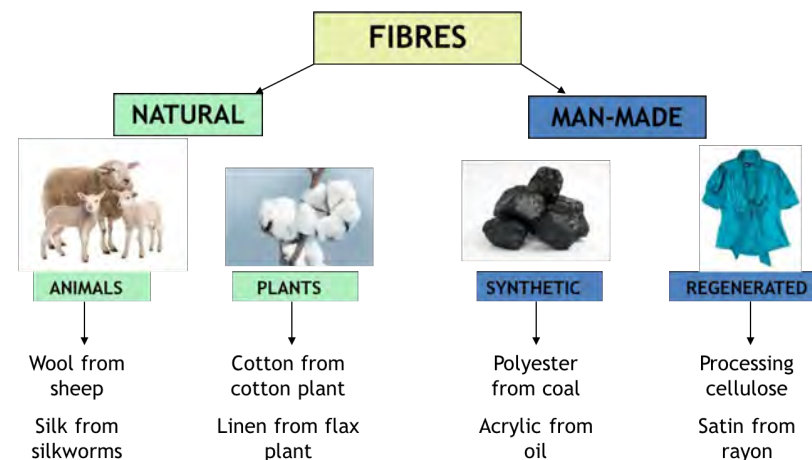 FIBRES
NATURAL
MAN-MADE
ANIMALS
PLANTS
SYNTHETIC
REGENERATED
Wool from
sheep
Silk from
silkworms
Cotton from
cotton plant
Linen from flax
plant
Polyester
from coal
Acrylic from
oil
Processing
cellulose
Satin from
rayon